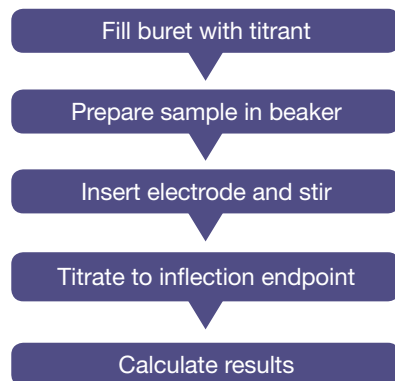 Fill buret with titrant
Prepare sample in beaker
Insert electrode and stir
Titrate to inflection endpoint
Calculate results